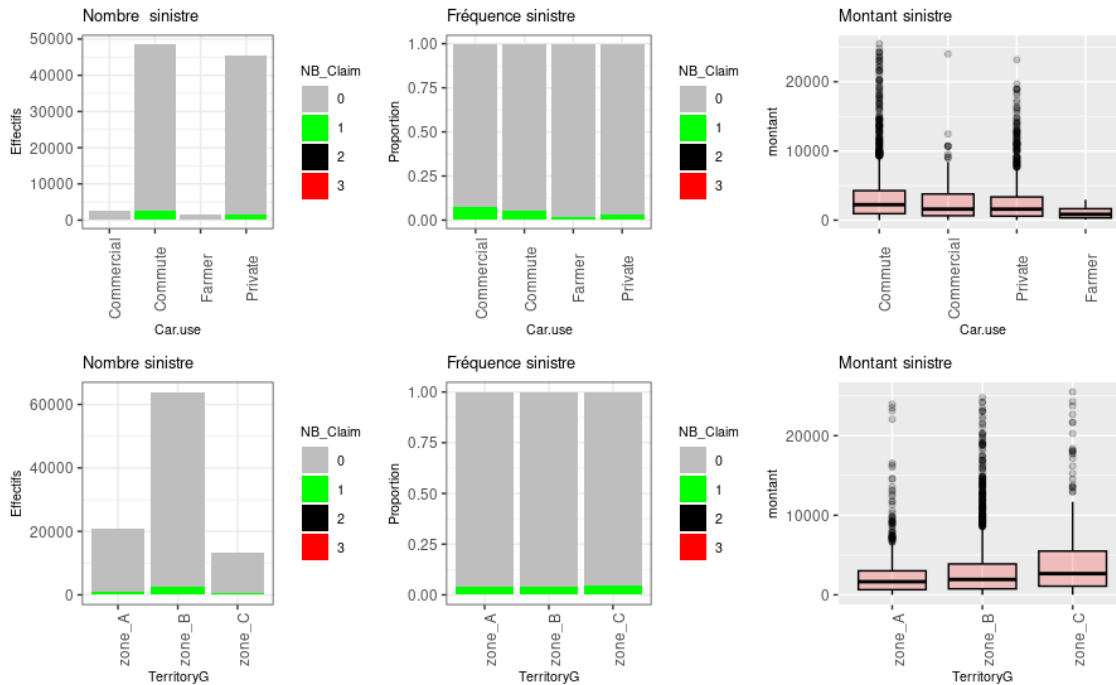 Nombre  sinistre
Effectifs
50000
40000
30000
20000
10000
0
Commercial
Commute
Farmer
Private
Car.use
NB_Claim
0
1
2
3
Fréquence sinistre
Proportion
1.00
0.75
0.50
0.25
0.00
Commercial
Commute
Farmer
Private
Car.use
NB_Claim
0
1
2
3
Montant sinistre
montant
20000
10000
0
Commute
Commercial
Private
Farmer
Car.use
Nombre sinistre
Effectifs
60000
40000
20000
0
zone_A
zone_B
zone_C
TerritoryG
NB_Claim
0
1
2
3
Fréquence sinistre
Proportion
1.00
0.75
0.50
0.25
0.00
zone_A
zone_B
zone_C
TerritoryG
NB_Claim
0
1
2
3
Montant sinistre
montant
20000
10000
0
zone_A
zone_B
zone_C
TerritoryG